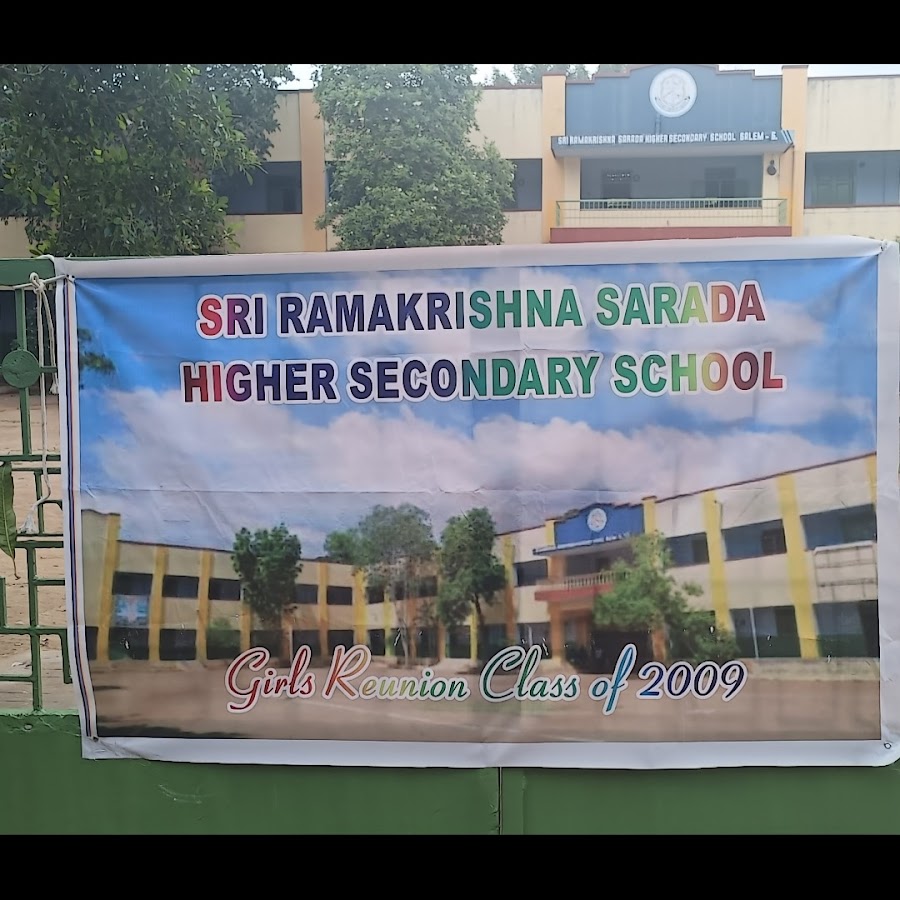 SRI RAMAKRISHNA SARADA HIGHER SECONDARY SCHOOL SALEM - 5.
SRI RAMAKRISHNA SARADA
HIGHER SECONDARY SCHOOL
Girls Reunion Class of 2009